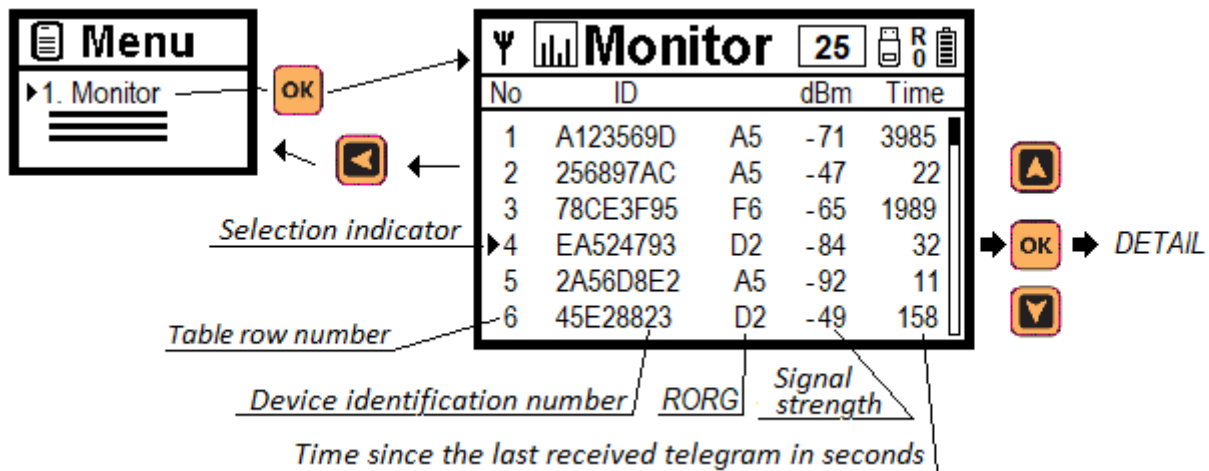 Menu
1. Monitor
OK
Monitor 25 R 0
No ID dBm Time
1 A123569D A5 -71 3985
2 256897AC A5 -47 22
3 78CE3F95 F6 -65 1989
4 EA524793 D2 -84 32
5 2A56D8E2 A5 -92 11
6 45E28823 D2 -49 158
OK DETAIL
Selection indicator
Table row number
Device identification number
RORG
Signal
strength
Time since the last received telegram in seconds